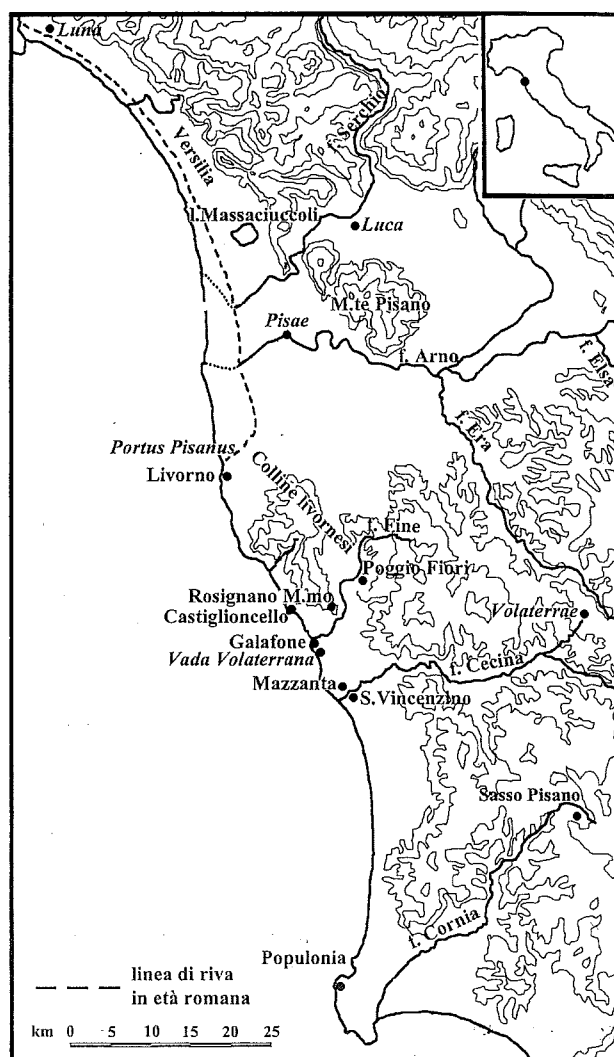 Luna
Versilia
f. Serchio
l.Massaciuccoli
Luca
M.te Pisano
Pisae
f. Arno
f. Elsa
f. Era
Portus Pisanus
Livorno
Colline livornesi
f. Fine
Poggio Fiori
Rosignano M.mo
Castiglioncello
Volaterrae
Galafone
Vada Volaterrana
f. Cecina
Mazzanta
S.Vincenzino
Sasso Pisano
f. Cornia
Populonia
linea di riva
in età romana
km 0 5 10 15 20 25